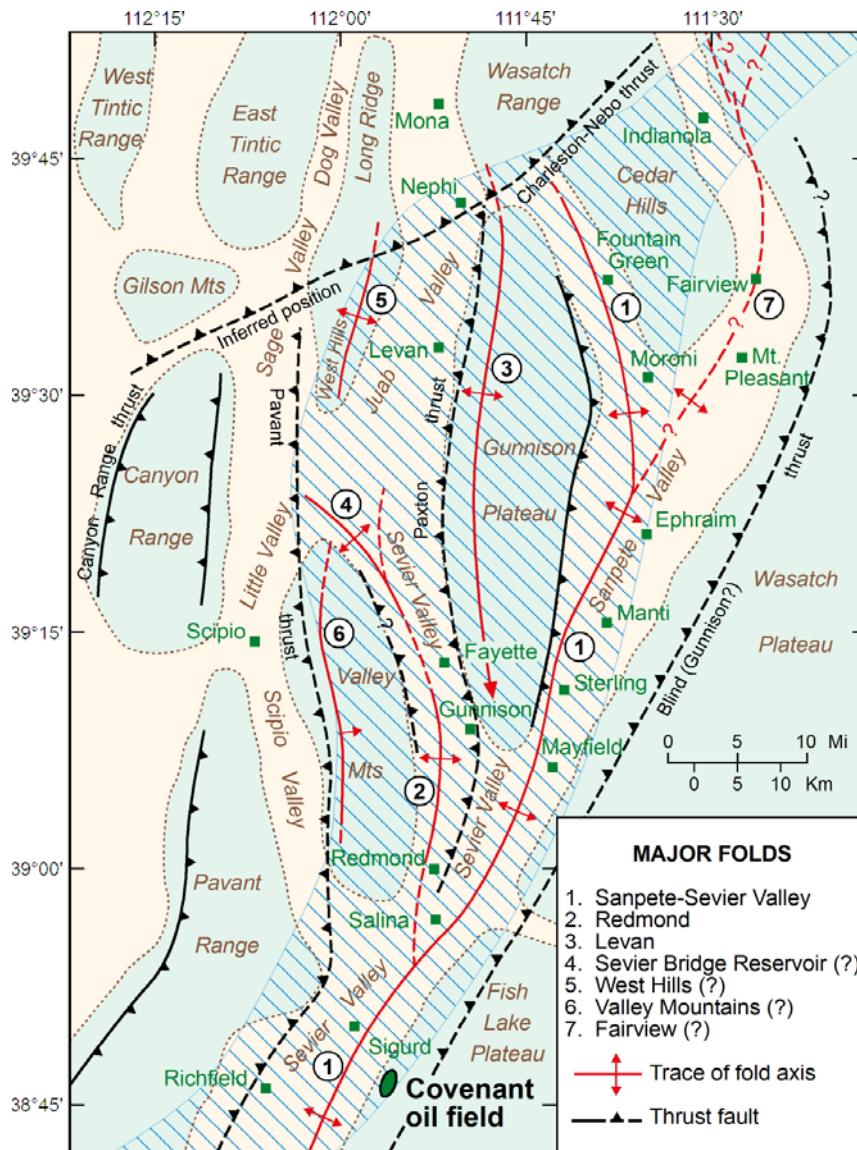 112°15' 112°00' 111°45' 111°30'
West
Tintic
Range
East
Tintic
Range
Dog Valley
Long Ridge
Mona
Wasatch
Range
Charleston-Nebo thrust
Indianola
?
?
39°45'
Nephi
Cedar
Hills
?
Gilson Mts
Valley
Sage
Inferred position
5
Valley
Juab
Fountain
Green
1
Fairview
7
?
West Hills
Levan
3
Moroni
Mt.
Pleasant
39°30'
Canyon Range thrust
Pavant
thrust
thrust
Paxton
thrust
Gunnison
Plateau
?
Canyon
Range
4
Little Valley
Sevier Valley
Sanpete Valley
Ephraim
Wasatch
Plateau
39°15'
Scipio
6
?
Valley
Mts
Fayette
Manti
1
Sterling
Gunnison
Blind (Gunnison?)
Scipio
Valley
Mayfield
0 5 10 Mi
0 5 10 Km
2
Sevier Valley
39°00'
Redmond
Pavant
Range
Salina
Sevier Valley
Fish
Lake
Plateau
Sigurd
1
Richfield
38°45'
Covenant
oil field
MAJOR FOLDS
1. Sanpete-Sevier Valley
2. Redmond
3. Levan
4. Sevier Bridge Reservoir (?)
5. West Hills (?)
6. Valley Mountains (?)
7. Fairview (?)
Trace of fold axis
Thrust fault